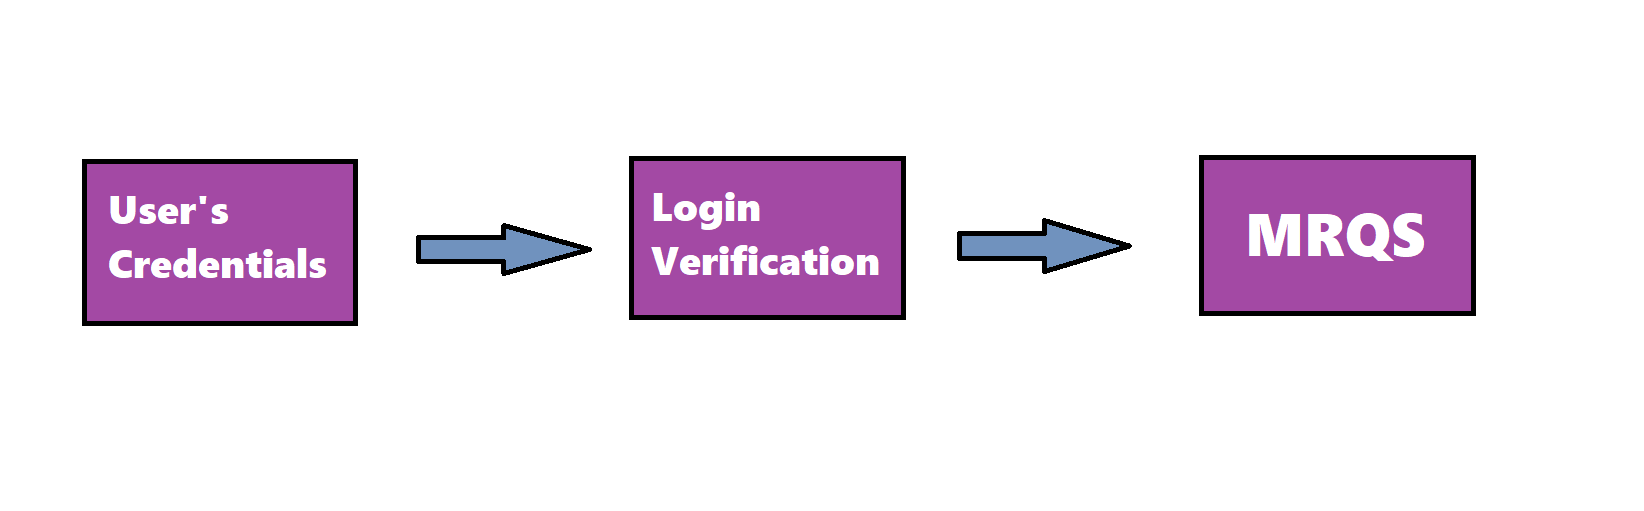 User's
Credentials
Login
Verification
MRQS